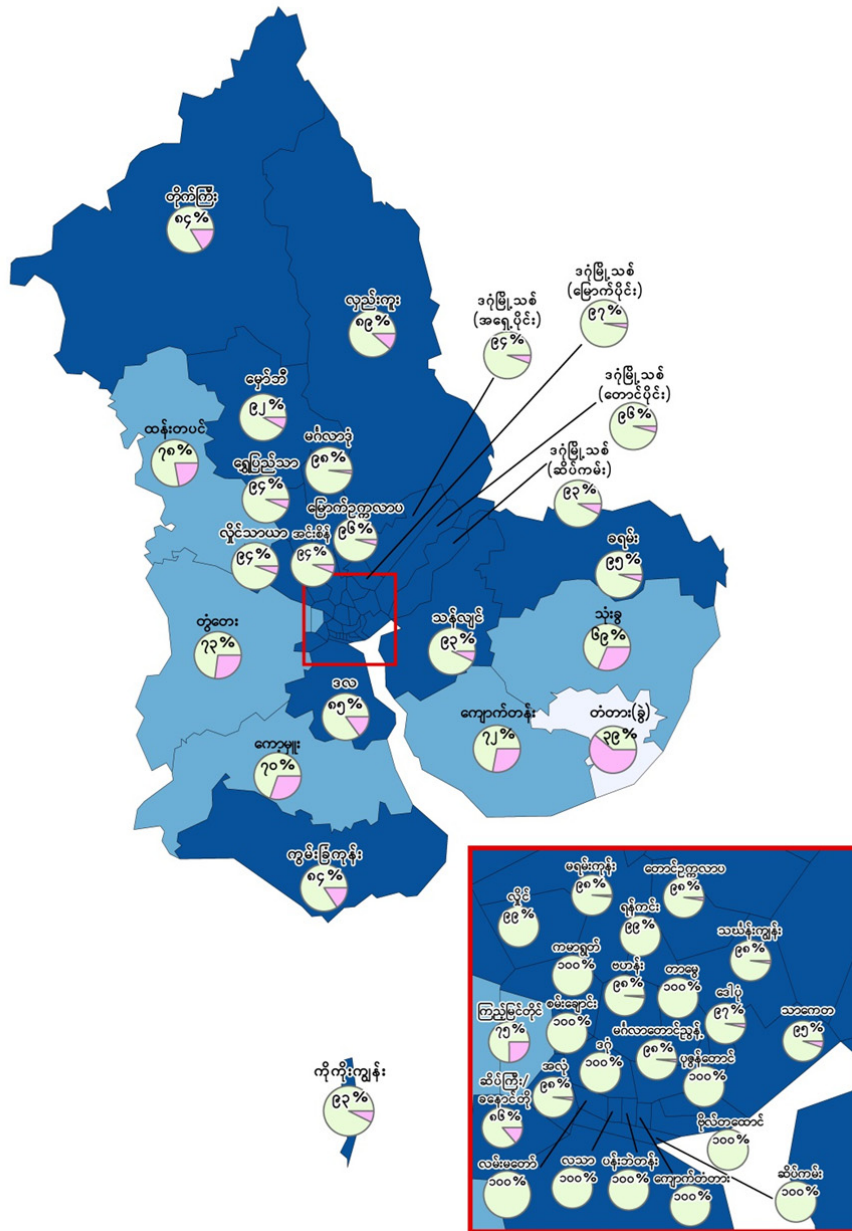 တိုက်ကြီး
၈၄%
လှည်းကူး
၈၉%
ဒဂုံမြို့သစ်
(မြောက်ပိုင်း)
၉၇%
ဒဂုံမြို့သစ်
(အရှေ့ပိုင်း)
၉၄%
ဒဂုံမြို့သစ်
(တောင်ပိုင်း)
၉၆%
ဒဂုံမြို့သစ်
(ဆိပ်ကမ်း)
၉၃%
မှော်ဘီ
၉၂%
ထန်းတပင်
၇၈%
မင်္ဂလာဒုံ
၉၈%
ရွှေပြည်သာ
၉၄%
မြောက်ဥက္ကလာပ
၉၆%
လှိုင်သာယာ
၉၄%
အင်းစိန်
၉၄%
ခရမ်း
၉၅%
တွံတေး
၇၃%
သန်လျင်
၉၃%
သုံးခွ
၆၉%
ဒလ
၈၅%
ကျောက်တန်း
၇၂%
တံတား(ခွဲ)
၃၉%
ကော့မှူး
၇၀%
ကွမ်းခြံကုန်း
၈၄%
ကိုကိုးကျွန်း
၉၃%
လှိုင်
၉၉%
မရမ်းကုန်း
၉၈%
တောင်ဥက္ကလာပ
၉၈%
ရန်ကင်း
၉၉%
သင်္ဃန်းကျွန်း
၉၈%
ကမာရွတ်
၁၀၀%
ဗဟန်း
၉၈%
တာမွေ
၁၀၀%
ဒေါပုံ
၉၇%
သာကေတ
၉၅%
ကြည့်မြင်တိုင်
၇၅%
စမ်းချောင်း
၁၀၀%
မင်္ဂလာတောင်ညွန့်
၉၈%
ဒဂုံ
၁၀၀%
ပုဇွန်တောင်
၁၀၀%
ဆိပ်ကြီး/
ခနောင်တို
၈၆%
အလုံ
၉၈%
ဗိုလ်တထောင်
၁၀၀%
လမ်းမတော်
၁၀၀%
လသာ
၁၀၀%
ပန်းဘဲတန်း
၁၀၀%
ကျောက်တံတား
၁၀၀%
ဆိပ်ကမ်း
၁၀၀%